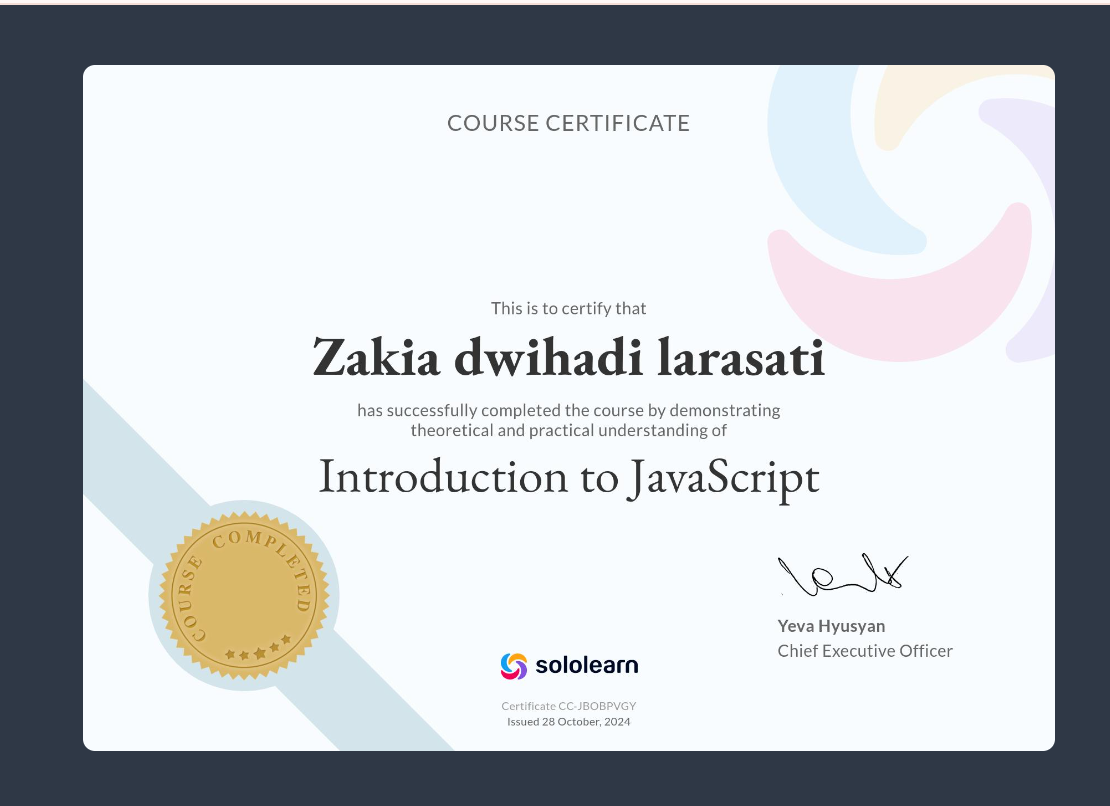 COURSE CERTIFICATE
This is to certify that
Zakia dwihadi larasati
has successfully completed the course by demonstrating
theoretical and practical understanding of
Introduction to JavaScript
COURSE COMPLETED
Yeva Hyusyan
Chief Executive Officer
sololearn
Certificate CC-JBOBPVGY
Issued 28 October, 2024